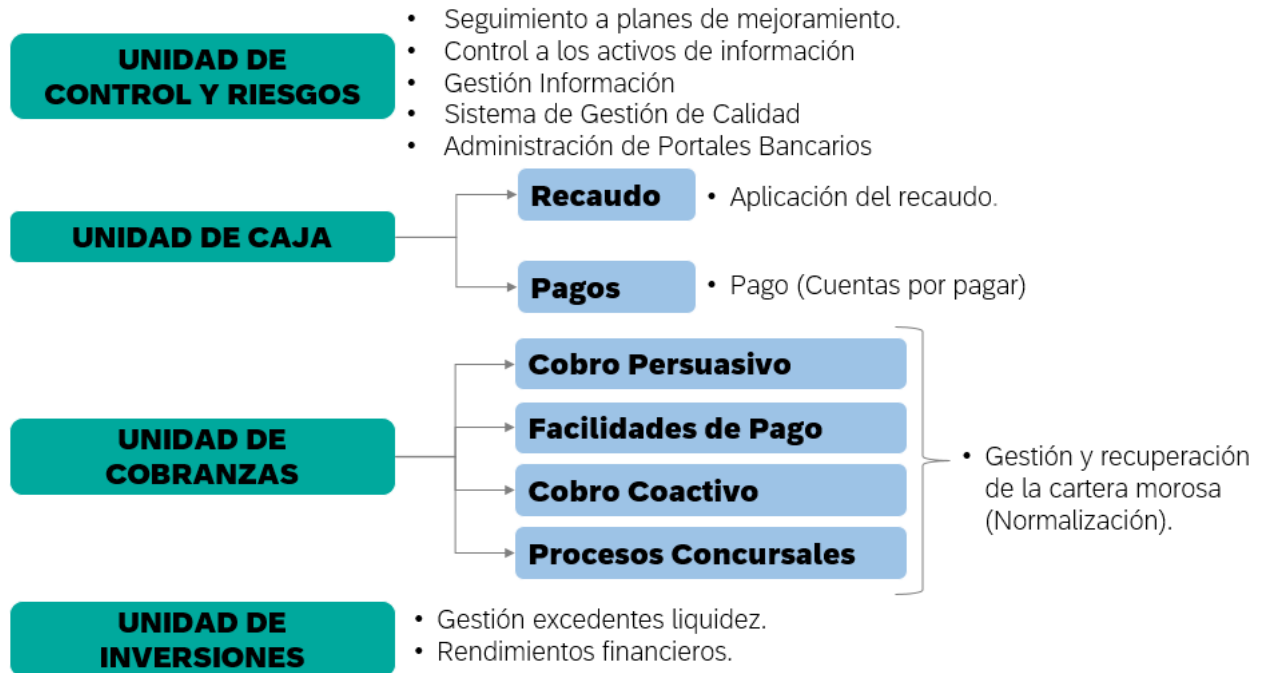 UNIDAD DE
CONTROL Y RIESGOS
• Seguimiento a planes de mejoramiento.
• Control a los activos de información
• Gestión Información
• Sistema de Gestión de Calidad
• Administración de Portales Bancarios
UNIDAD DE CAJA
Recaudo
• Aplicación del recaudo.
Pagos
• Pago (Cuentas por pagar)
UNIDAD DE
COBRANZAS
Cobro Persuasivo
Facilidades de Pago
Cobro Coactivo
Procesos Concursales
• Gestión y recuperación
de la cartera morosa
(Normalización).
UNIDAD DE
INVERSIONES
• Gestión excedentes liquidez.
• Rendimientos financieros.